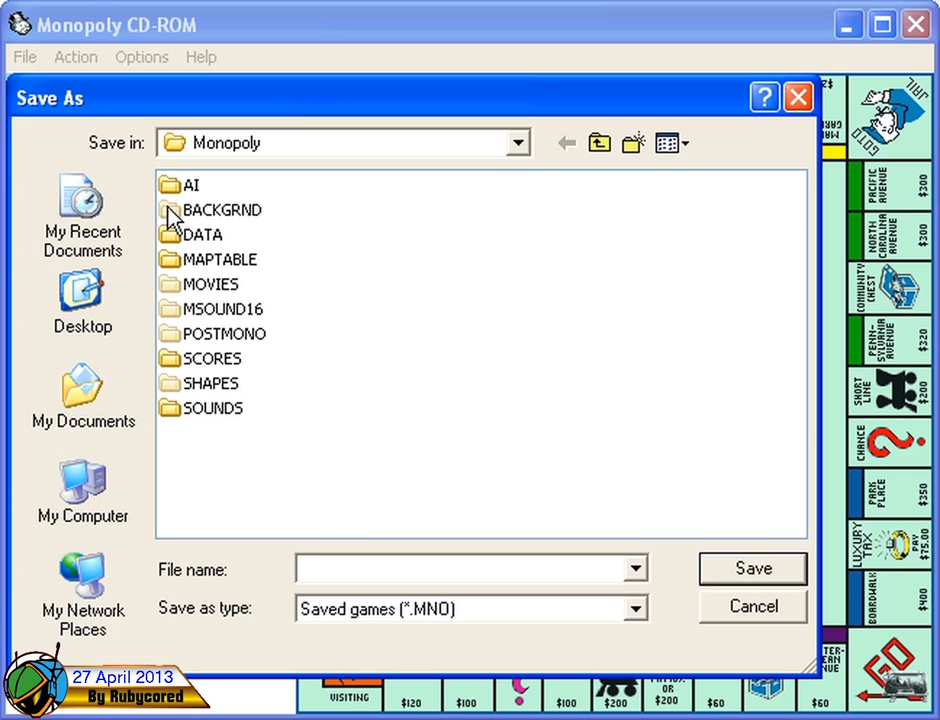 Monopoly CD-ROM
File Action Options Help
Save As
Save in: Monopoly
AI
BACKGRND
DATA
MAPTABLE
MOVIES
MSOUND16
POSTMONO
SCORES
SHAPES
SOUNDS
My Recent
Documents
Desktop
My Documents
My Computer
My Network
Places
File name:
Save
Save as type: Saved games (*.MNO)
Cancel
GO TO
JAIL
PACIFIC
AVENUE
$300
NORTH
CAROLINA
AVENUE
$300
COMMUNITY
CHEST
PENN-
SYLVANIA
AVENUE
$320
SHORT
LINE
$200
CHANCE
PARK
PLACE
$350
LUXURY
TAX
PAY
$75.00
BOARDWALK
$400
GO
VISITING
$120
$100
$100
$200
OR
$200
$60
$60
27 April 2013
By Rubycored